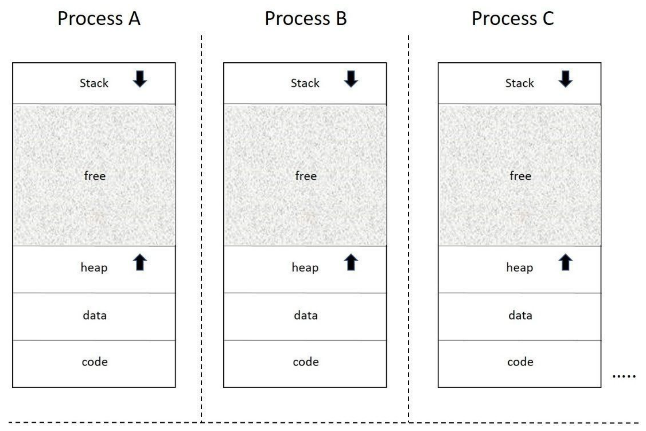 Process A
Process B
Process C
Stack
Stack
Stack
free
free
free
heap
heap
heap
data
data
data
code
code
code
.....